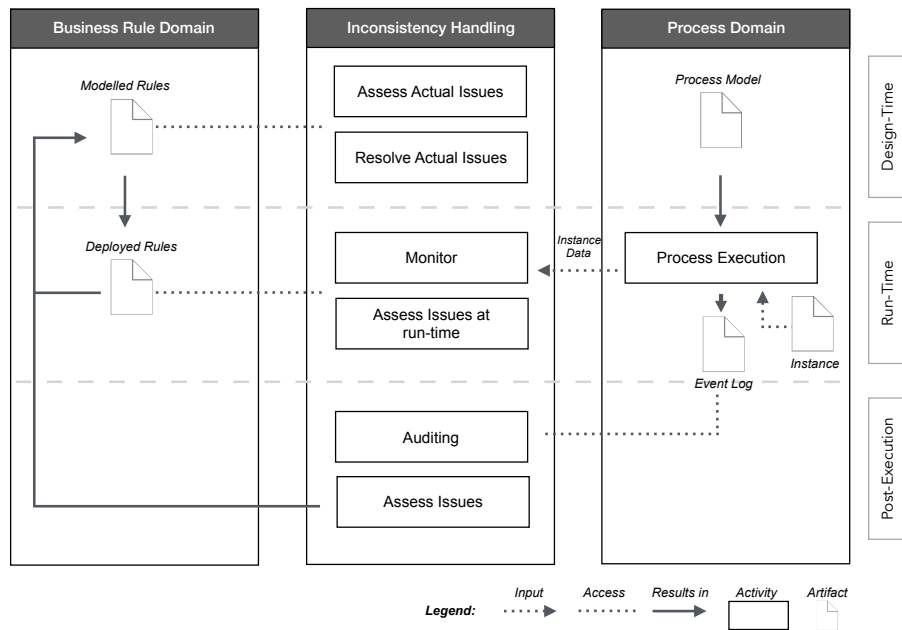 Business Rule Domain
Inconsistency Handling
Process Domain
Modelled Rules
Assess Actual Issues
Resolve Actual Issues
Process Model
Design-Time
Deployed Rules
Monitor
Assess Issues at
run-time
Instance
Data
Process Execution
Instance
Event Log
Run-Time
Auditing
Assess Issues
Post-Execution
Legend:
Input
Access
Results in
Activity
Artifact